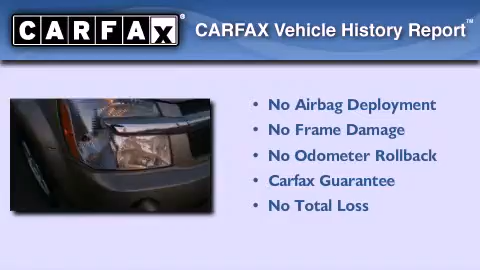 CARFAX® CARFAX Vehicle History Report™
• No Airbag Deployment
• No Frame Damage
• No Odometer Rollback
• Carfax Guarantee
• No Total Loss